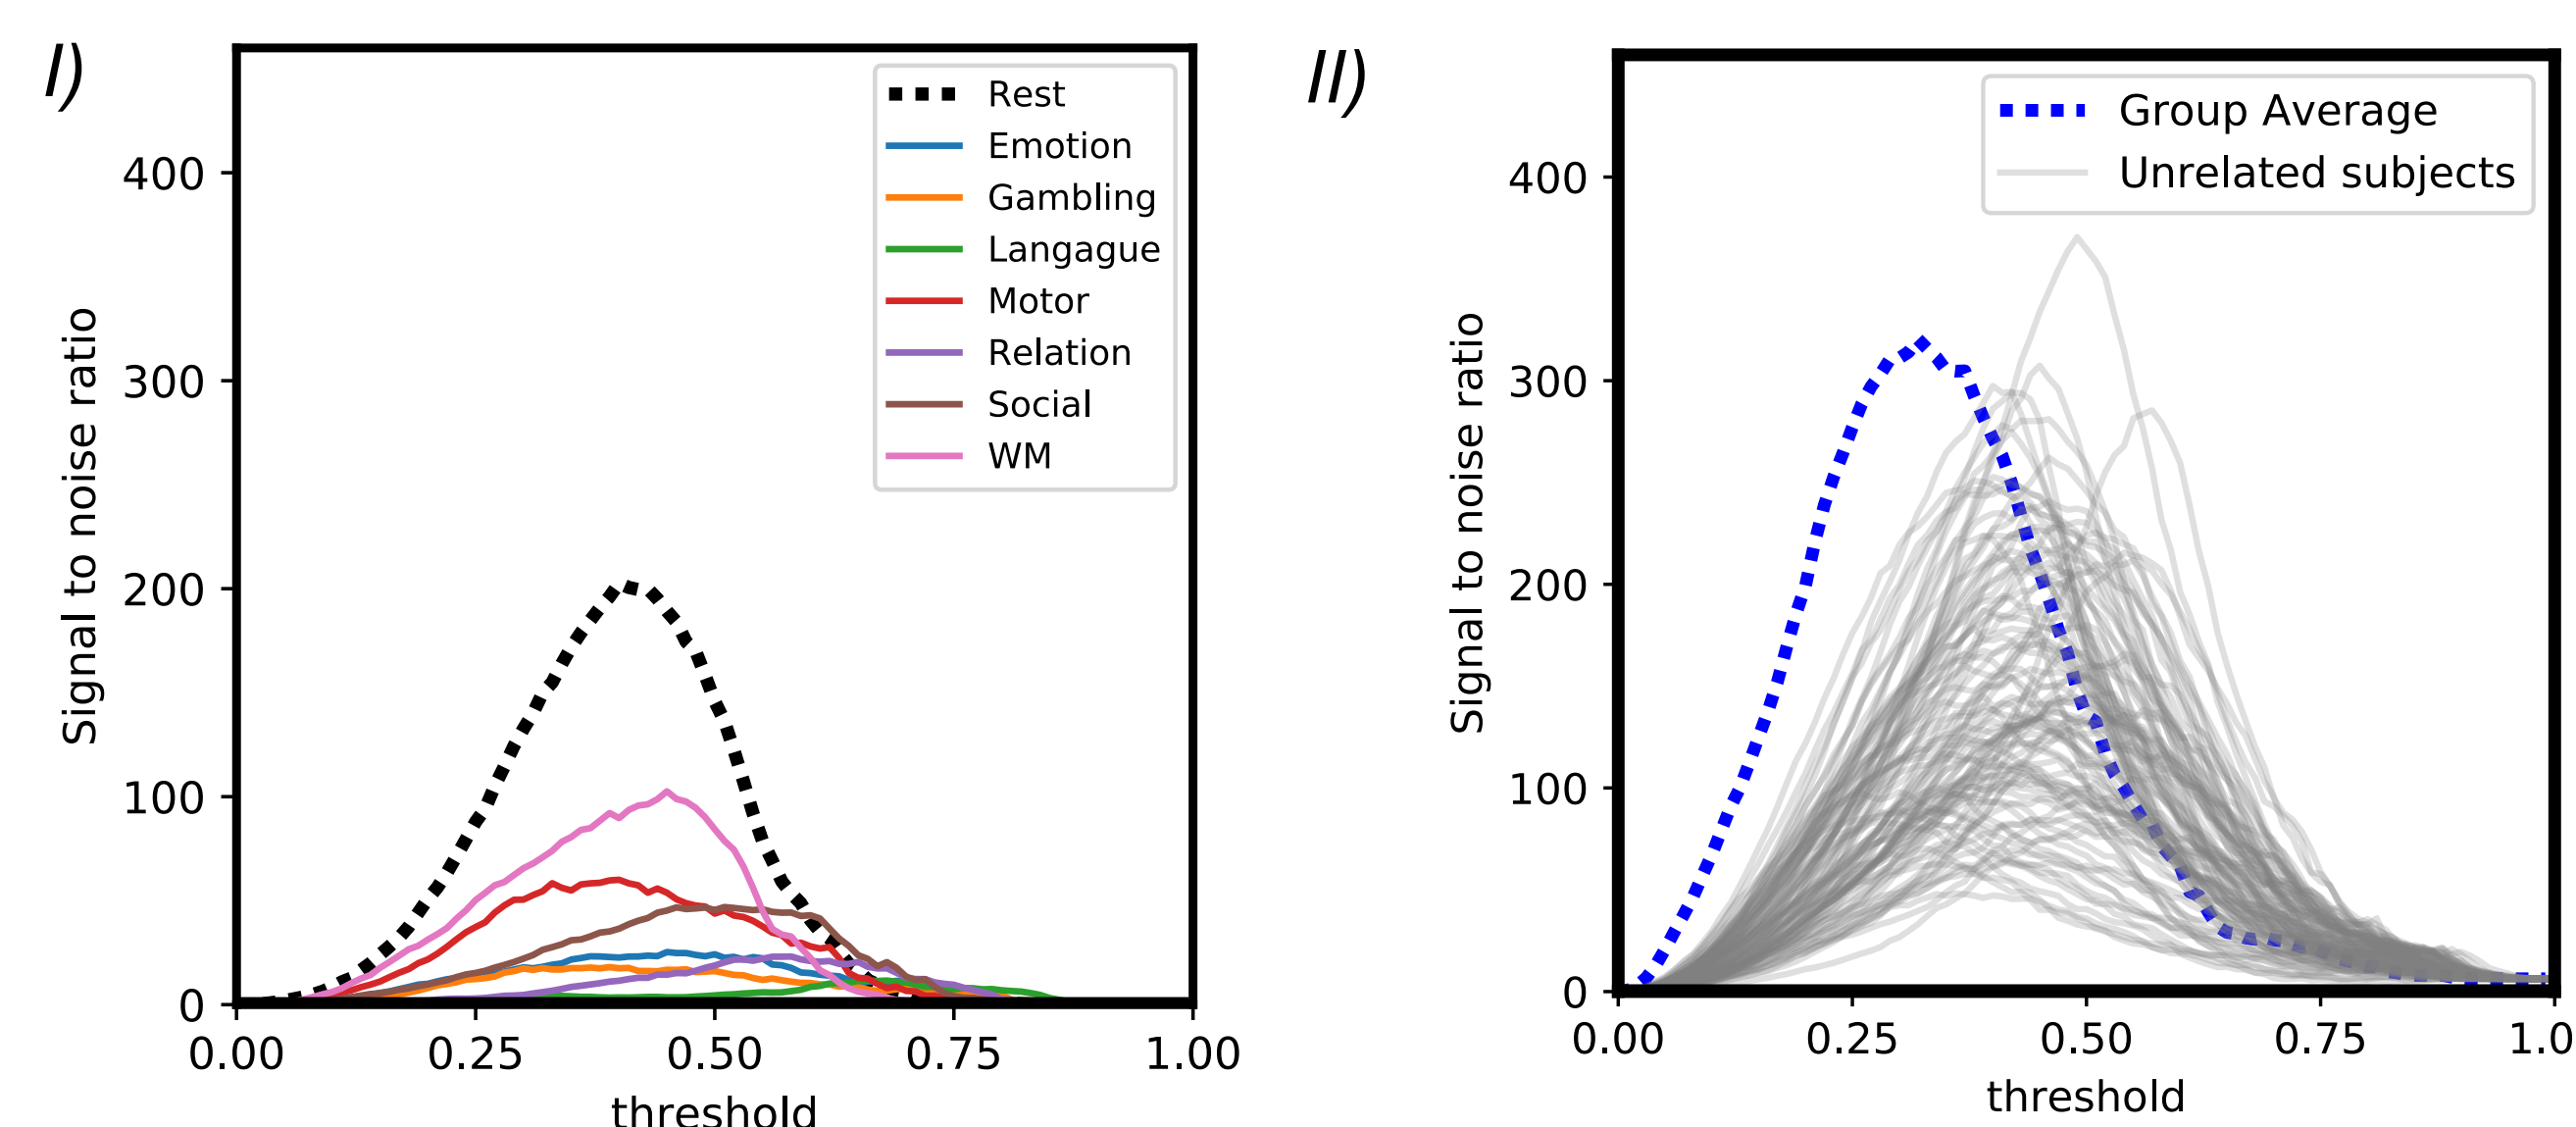 I)
Signal to noise ratio
400
300
200
100
0
0.00 0.25 0.50 0.75 1.00
threshold
Rest
Emotion
Gambling
Langague
Motor
Relation
Social
WM
II)
Signal to noise ratio
400
300
200
100
0
0.00 0.25 0.50 0.75 1.0
threshold
Group Average
Unrelated subjects